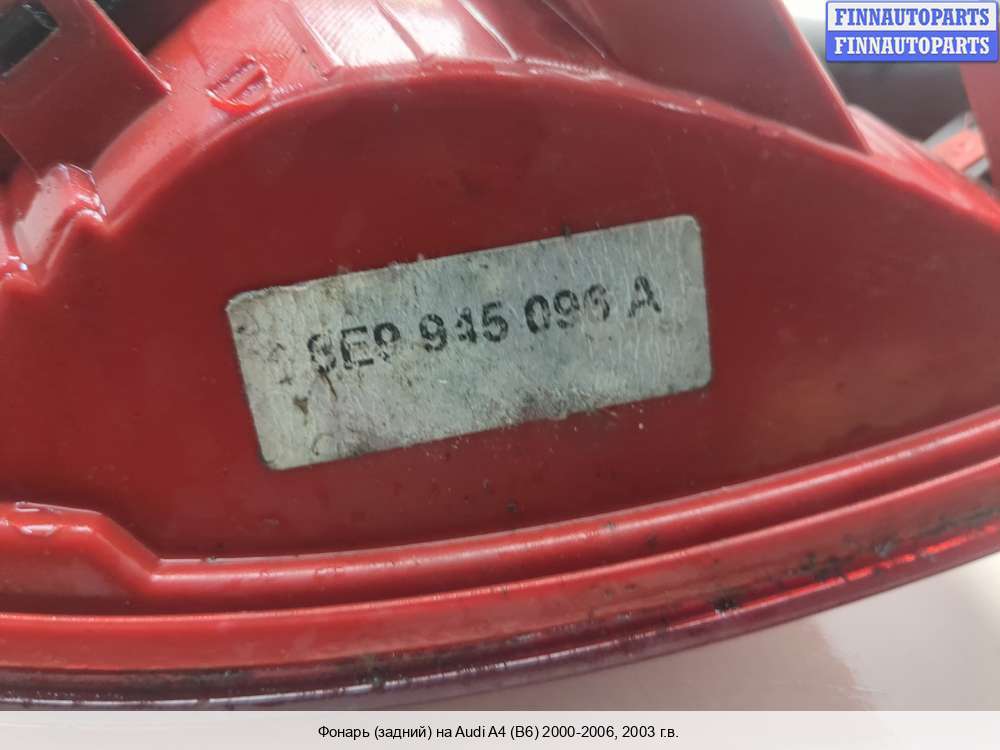 FINNAUTOPARTS
FINNAUTOPARTS
8E9 945 096 A
Фонарь (задний) на Audi A4 (B6) 2000-2006, 2003 г.в.